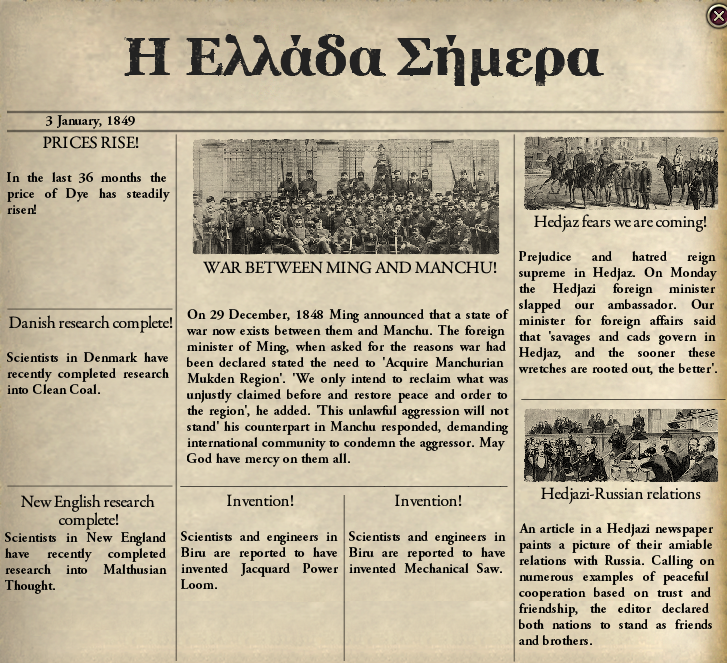 Η Ελλάδα Σήμερα
3 January, 1849
PRICES RISE!
In the last 36 months the
price of Dye has steadily
risen!
Danish research complete!
Scientists in Denmark have
recently completed research
into Clean Coal.
New English research
complete!
Scientists in New England
have recently completed
research into Malthusian
Thought.
WAR BETWEEN MING AND MANCHU!
On 29 December, 1848 Ming announced that a state of
war now exists between them and Manchu. The foreign
minister of Ming, when asked for the reasons war had
been declared stated the need to 'Acquire Manchurian
Mukden Region'. 'We only intend to reclaim what was
unjustly claimed before and restore peace and order to
the region', he added. 'This unlawful aggression will not
stand' his counterpart in Manchu responded, demanding
international community to condemn the aggressor. May
God have mercy on them all.
Invention!
Scientists and engineers in
Biru are reported to have
invented Jacquard Power
Loom.
Invention!
Scientists and engineers in
Biru are reported to have
invented Mechanical Saw.
Hedjaz fears we are coming!
Prejudice and hatred reign
supreme in Hedjaz. On Monday
the Hedjazi foreign minister
slapped our ambassador. Our
minister for foreign affairs said
that 'savages and cads govern in
Hedjaz, and the sooner these
wretches are rooted out, the better'.
Hedjazi-Russian relations
An article in a Hedjazi newspaper
paints a picture of their amiable
relations with Russia. Calling on
numerous examples of peaceful
cooperation based on trust and
friendship, the editor declared
both nations to stand as friends
and brothers.